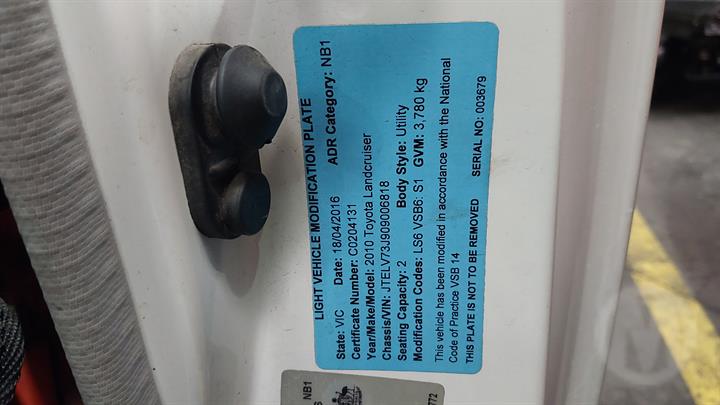 LIGHT VEHICLE MODIFICATION PLATE
State: VIC Date: 18/04/2016 ADR Category: NB1
Certificate Number: C0204131
Year/Make/Model: 2010 Toyota Landcruiser
Chassis/VIN: JTELV73J909006818
Seating Capacity: 2 Body Style: Utility
Modification Codes: LS6 VSB6: S1 GVM: 3,780 kg
This vehicle has been modified in accordance with the National
Code of Practice VSB 14
THIS PLATE IS NOT TO BE REMOVED SERIAL NO: 003679
NB1
772